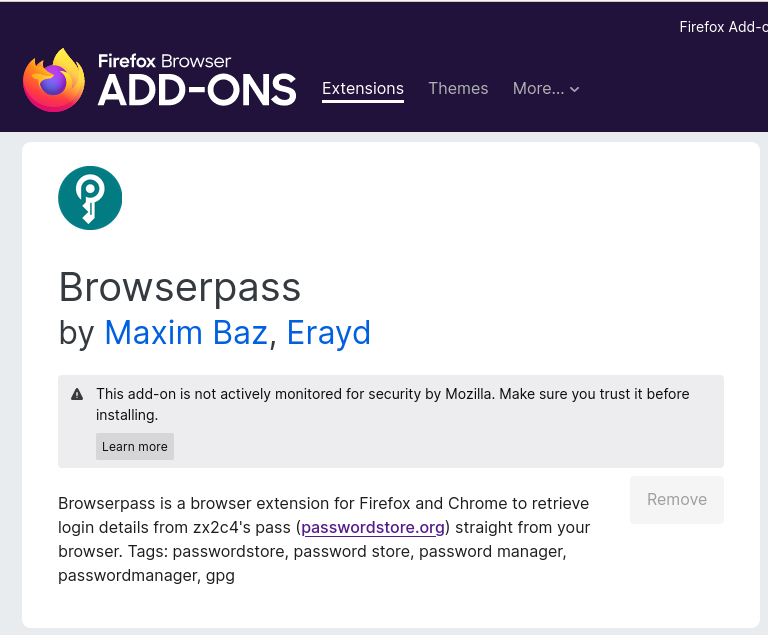 Firefox Add-o
Firefox Browser
ADD-ONS
Extensions Themes More...
Browserpass
by Maxim Baz, Erayd
This add-on is not actively monitored for security by Mozilla. Make sure you trust it before
installing.
Learn more
Remove
Browserpass is a browser extension for Firefox and Chrome to retrieve
login details from zx2c4's pass (passwordstore.org) straight from your
browser. Tags: passwordstore, password store, password manager,
passwordmanager, gpg